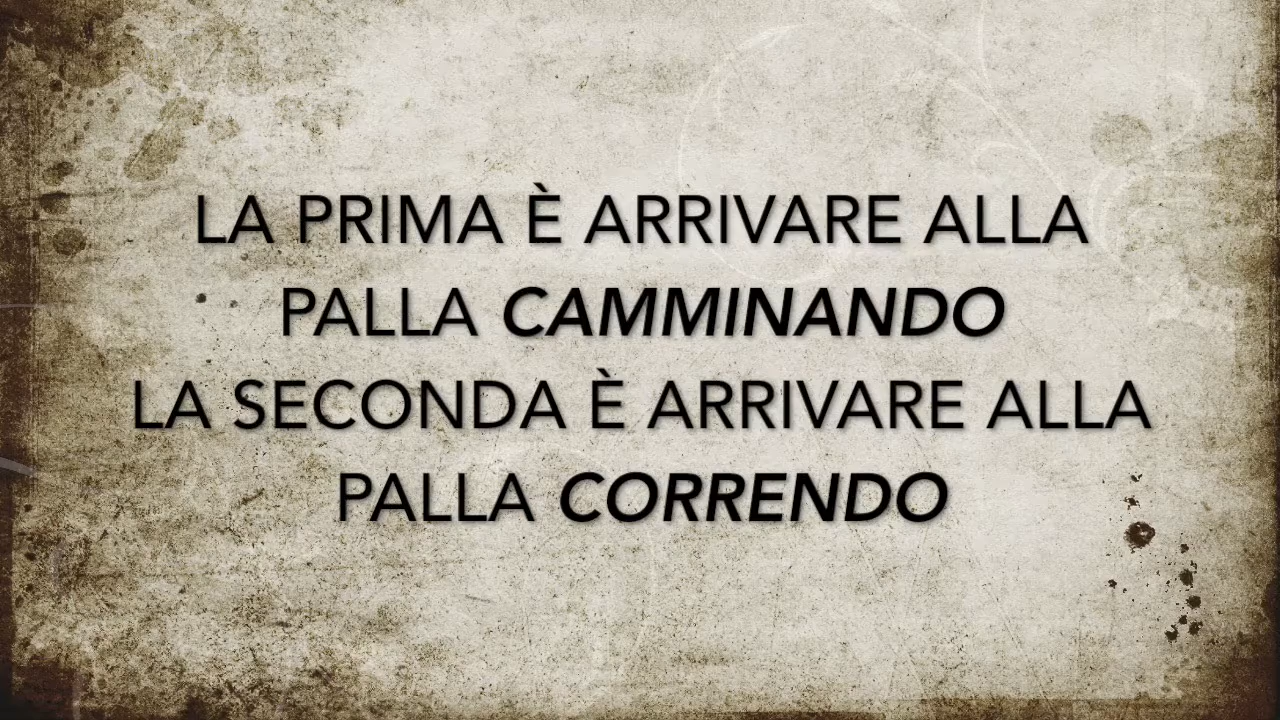 LA PRIMA È ARRIVARE ALLA
PALLA CAMMINANDO
LA SECONDA È ARRIVARE ALLA
PALLA CORRENDO